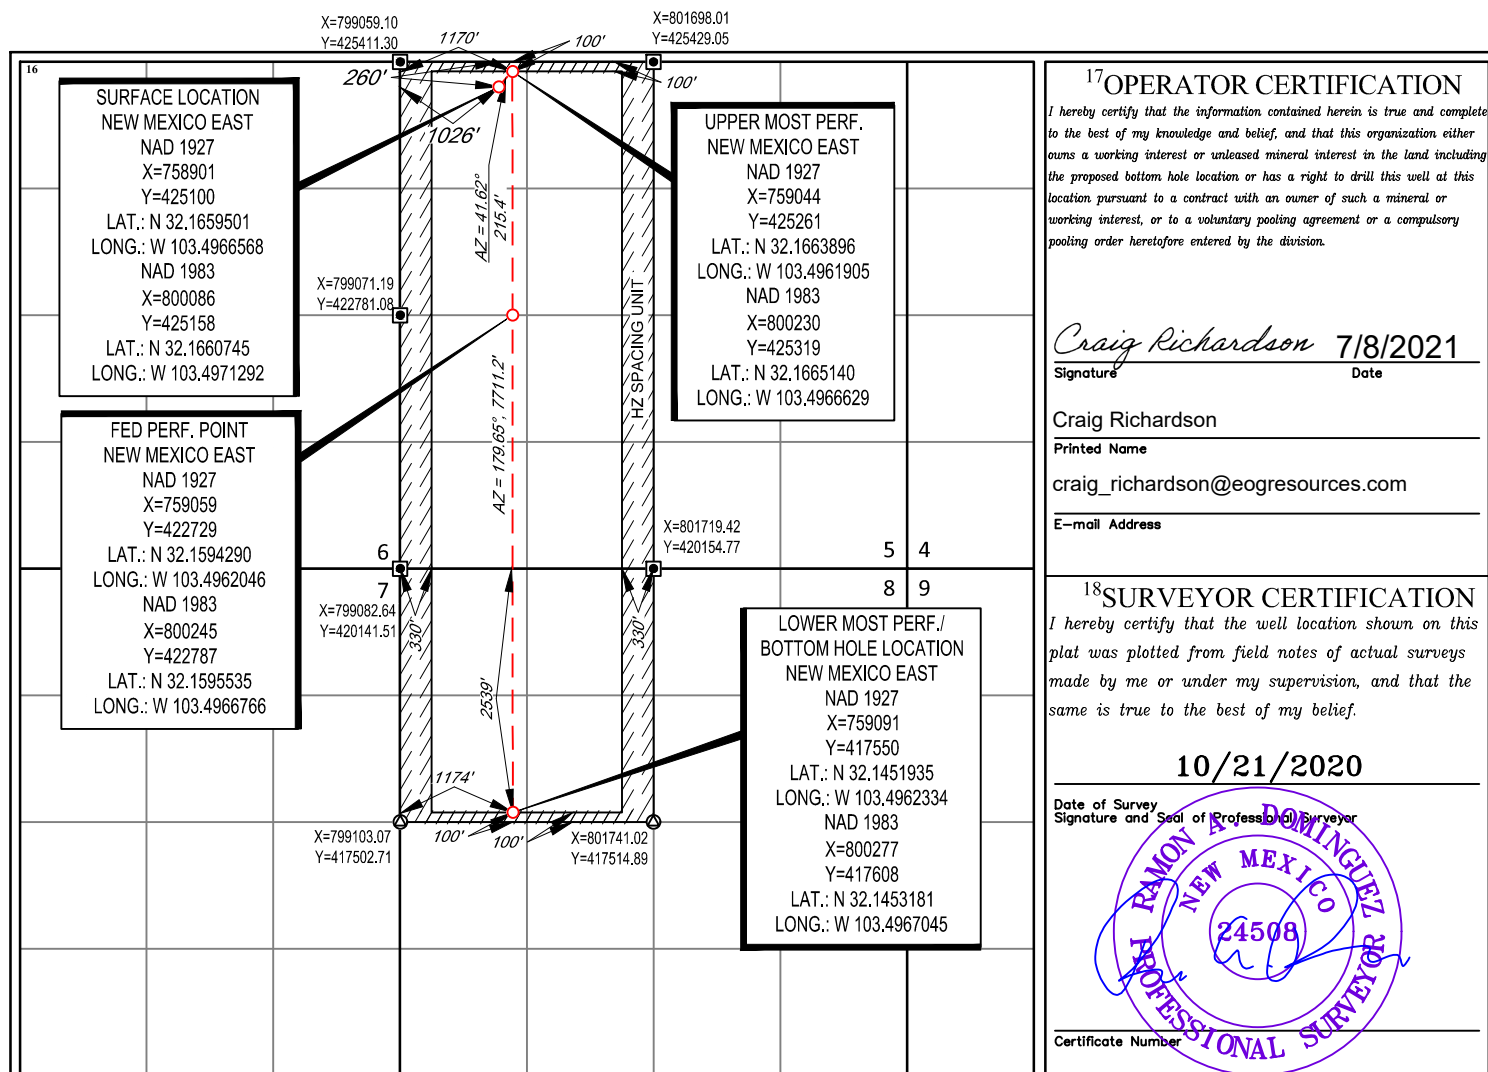 16
X=799059.10
Y=425411.30
1170'
100'
X=801698.01
Y=425429.05
260'
100'
1026'
SURFACE LOCATION
NEW MEXICO EAST
NAD 1927
X=758901
Y=425100
LAT.: N 32.1659501
LONG.: W 103.4966568
NAD 1983
X=800086
Y=425158
LAT.: N 32.1660745
LONG.: W 103.4971292
AZ = 41.62°
215.4'
UPPER MOST PERF.
NEW MEXICO EAST
NAD 1927
X=759044
Y=425261
LAT.: N 32.1663896
LONG.: W 103.4961905
NAD 1983
X=800230
Y=425319
LAT.: N 32.1665140
LONG.: W 103.4966629
X=799071.19
Y=422781.08
HZ SPACING UNIT
FED PERF. POINT
NEW MEXICO EAST
NAD 1927
X=759059
Y=422729
LAT.: N 32.1594290
LONG.: W 103.4962046
NAD 1983
X=800245
Y=422787
LAT.: N 32.1595535
LONG.: W 103.4966766
AZ = 179.65°, 7711.2'
X=801719.42
Y=420154.77
6
5 4
7
8 9
X=799082.64
Y=420141.51
330'
330'
2539'
LOWER MOST PERF./
BOTTOM HOLE LOCATION
NEW MEXICO EAST
NAD 1927
X=759091
Y=417550
LAT.: N 32.1451935
LONG.: W 103.4962334
NAD 1983
X=800277
Y=417608
LAT.: N 32.1453181
LONG.: W 103.4967045
1174'
X=799103.07
Y=417502.71
100'
100'
X=801741.02
Y=417514.89
17 OPERATOR CERTIFICATION
I hereby certify that the information contained herein is true and complete
to the best of my knowledge and belief, and that this organization either
owns a working interest or unleased mineral interest in the land including
the proposed bottom hole location or has a right to drill this well at this
location pursuant to a contract with an owner of such a mineral or
working interest, or to a voluntary pooling agreement or a compulsory
pooling order heretofore entered by the division.
Craig Richardson 7/8/2021
Signature Date
Craig Richardson
Printed Name
craig_richardson@eogresources.com
E-mail Address
18 SURVEYOR CERTIFICATION
I hereby certify that the well location shown on this
plat was plotted from field notes of actual surveys
made by me or under my supervision, and that the
same is true to the best of my belief.
10/21/2020
Date of Survey
Signature and Seal of Professional Surveyor
RAMON A. DOMINGUEZ
NEW MEXICO
24508
PROFESSIONAL SURVEYOR
Certificate Number